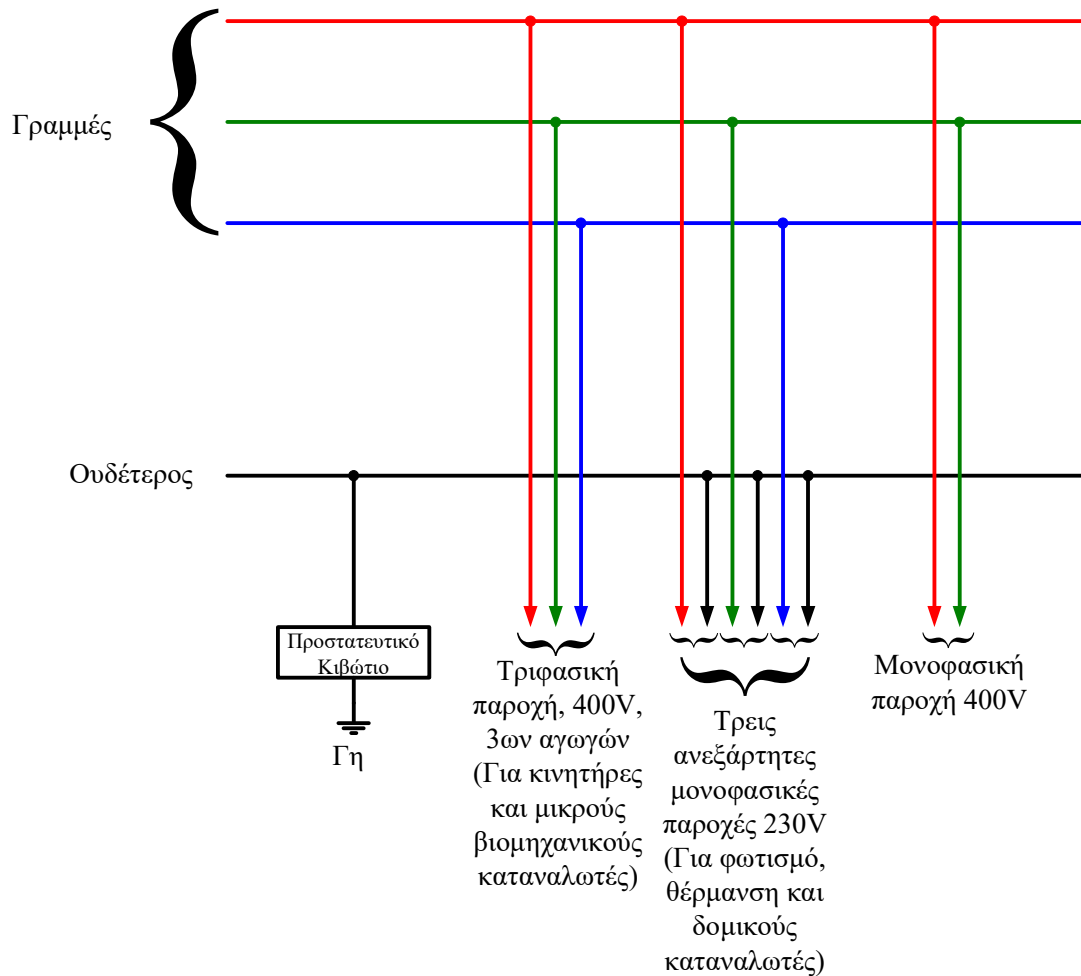 Γραμμές
Ουδέτερος
Προστατευτικό
Κιβώτιο
Γη
Τριφασική
παροχή, 400V,
3ων αγωγών
(Για κινητήρες
και μικρούς
βιομηχανικούς
καταναλωτές)
Τρεις
ανεξάρτητες
μονοφασικές
παροχές 230V
(Για φωτισμό,
θέρμανση και
δομικούς
καταναλωτές)
Μονοφασική
παροχή 400V